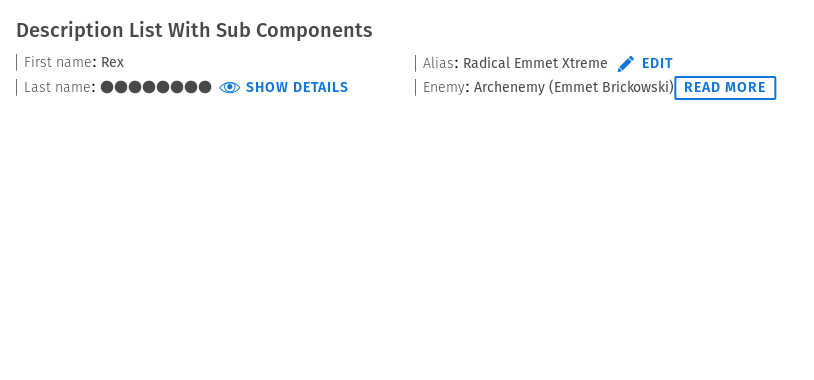 Description List With Sub Components
First name: Rex
Alias: Radical Emmet Xtreme EDIT
Last name: ●●●●●●●● SHOW DETAILS
Enemy: Archenemy (Emmet Brickowski) READ MORE